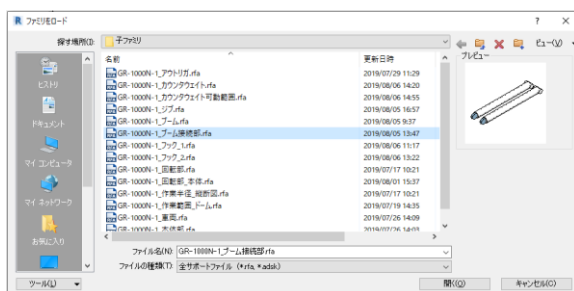 ファミリをロード
?
探す場所(I):
子ファミリ
ビュー(V)
プレビュー
ヒストリ
ドキュメント
マイ コンピュータ
マイ ネットワーク
お気に入り
名前
更新日時
GR-1000N-1_アウトリガ.rfa
2019/07/29 11:29
GR-1000N-1_カウンタウエイト.rfa
2019/08/06 14:20
GR-1000N-1_カウンタウエイト可動範囲.rfa
2019/08/06 14:55
GR-1000N-1_ジブ.rfa
2019/08/05 16:57
GR-1000N-1_ブーム.rfa
2019/08/05 9:37
GR-1000N-1_ブーム接続部.rfa
2019/08/05 13:47
GR-1000N-1_フック_1.rfa
2019/08/06 11:17
GR-1000N-1_フック_2.rfa
2019/08/06 13:22
GR-1000N-1_回転部.rfa
2019/07/17 10:21
GR-1000N-1_回転部_本体.rfa
2019/08/01 15:37
GR-1000N-1_作業半径_縦断図.rfa
2019/07/17 10:21
GR-1000N-1_作業範囲_ドーム.rfa
2019/07/19 14:35
GR-1000N-1_車両.rfa
2019/07/26 14:09
GR-1000N-1_本体部.rfa
2019/07/26 14:03
ファイル名(N):
GR-1000N-1_ブーム接続部.rfa
ファイルの種類(T):
全サポートファイル (*.rfa, *.adsk)
ツール(L)
開く(O)
キャンセル(C)